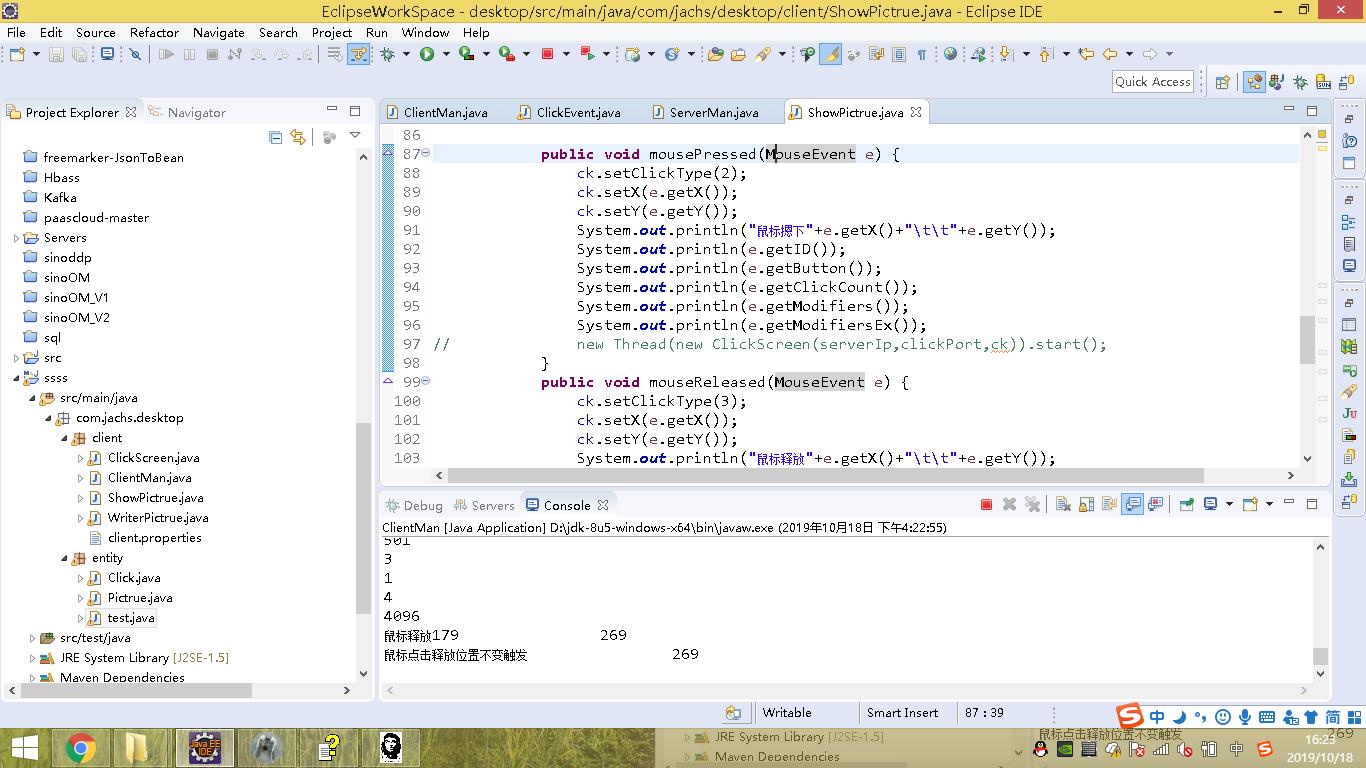 EclipseWorkSpace - desktop/src/main/java/com/jachs/desktop/client/ShowPictrue.java - Eclipse IDE
File Edit Source Refactor Navigate Search Project Run Window Help
Quick Access
Project Explorer Navigator
freemarker-JsonToBean
Hbass
Kafka
paascloud-master
Servers
sinoddp
sinoOM
sinoOM_V1
sinoOM_V2
sql
src
ssss
src/main/java
com.jachs.desktop
client
ClickScreen.java
ClientMan.java
ShowPictrue.java
WriterPictrue.java
client.properties
entity
Click.java
Pictrue.java
test.java
src/test/java
JRE System Library [J2SE-1.5]
Maven Dependencies
ClientMan.java ClickEvent.java ServerMan.java ShowPictrue.java
86
87 public void mousePressed(MouseEvent e) {
88 ck.setClickType(2);
89 ck.setX(e.getX());
90 ck.setY(e.getY());
91 System.out.println("鼠标摁下"+e.getX()+"\t\t"+e.getY());
92 System.out.println(e.getID());
93 System.out.println(e.getButton());
94 System.out.println(e.getClickCount());
95 System.out.println(e.getModifiers());
96 System.out.println(e.getModifiersEx());
97 // new Thread(new ClickScreen(serverIp,clickPort,ck)).start();
98 }
99 public void mouseReleased(MouseEvent e) {
100 ck.setClickType(3);
101 ck.setX(e.getX());
102 ck.setY(e.getY());
103 System.out.println("鼠标释放"+e.getX()+"\t\t"+e.getY());
Debug Servers Console
ClientMan [Java Application] D:\jdk-8u5-windows-x64\bin\javaw.exe (2019年10月18日 下午4:22:55)
501
3
1
4
4096
鼠标释放179 269
鼠标点击释放位置不变触发 269
Writable Smart Insert 87 : 39
中 简
JRE System Library [J2SE-1.5]
Maven Dependencies
鼠标点击释放位置不变触发 269
中
16:23
2019/10/18